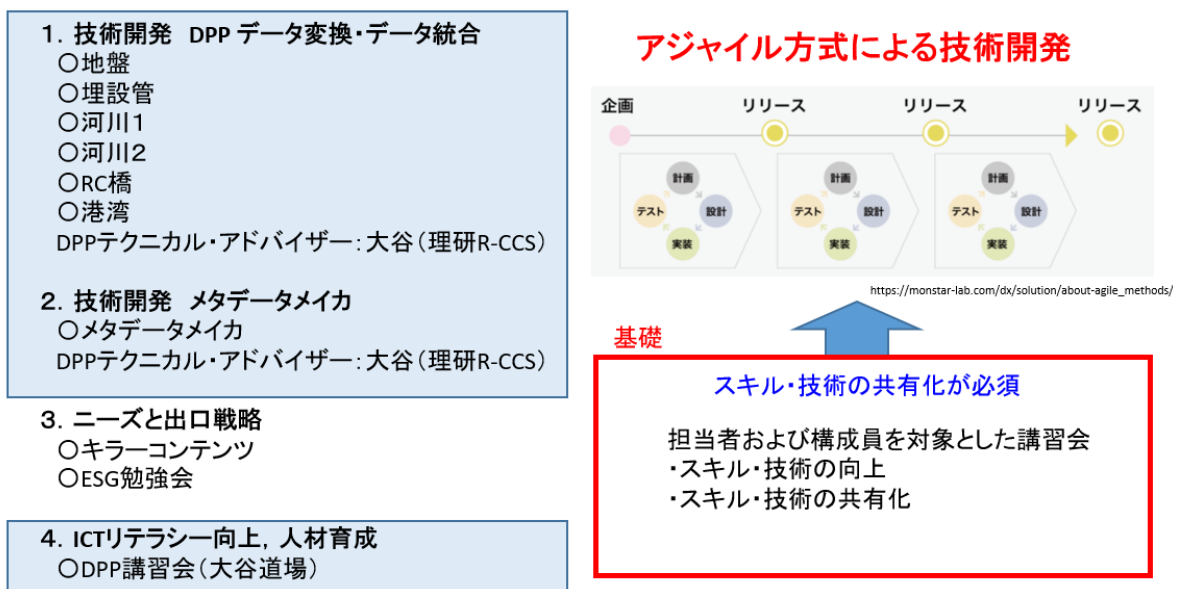 1．技術開発　DPP データ変換・データ統合
〇地盤
〇埋設管
〇河川1
〇河川2
〇RC橋
〇港湾
DPPテクニカル・アドバイザー：大谷（理研R-CCS）
2．技術開発　メタデータメイカ
〇メタデータメイカ
DPPテクニカル・アドバイザー：大谷（理研R-CCS）
3．ニーズと出口戦略
〇キラーコンテンツ
〇ESG勉強会
4．ICTリテラシー向上，人材育成
〇DPP講習会（大谷道場）
アジャイル方式による技術開発
企画 リリース リリース リリース
計画 計画 計画
テスト 設計 テスト 設計 テスト 設計
実装 実装 実装
https://monstar-lab.com/dx/solution/about-agile_methods/
基礎
スキル・技術の共有化が必須
担当者および構成員を対象とした講習会
・スキル・技術の向上
・スキル・技術の共有化